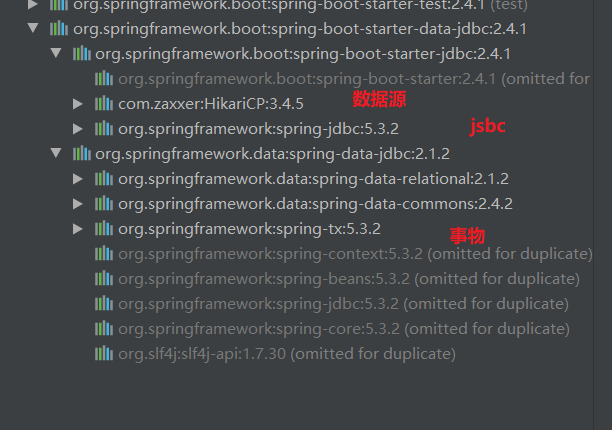 org.springframework.boot:spring-boot-starter-test:2.4.1 (test)
org.springframework.boot:spring-boot-starter-data-jdbc:2.4.1
org.springframework.boot:spring-boot-starter-jdbc:2.4.1
org.springframework.boot:spring-boot-starter:2.4.1 (omitted for
com.zaxxer:HikariCP:3.4.5 数据源
org.springframework:spring-jdbc:5.3.2 jsbc
org.springframework.data:spring-data-jdbc:2.1.2
org.springframework.data:spring-data-relational:2.1.2
org.springframework.data:spring-data-commons:2.4.2
org.springframework:spring-tx:5.3.2 事物
org.springframework:spring-context:5.3.2 (omitted for duplicate)
org.springframework:spring-beans:5.3.2 (omitted for duplicate)
org.springframework:spring-jdbc:5.3.2 (omitted for duplicate)
org.springframework:spring-core:5.3.2 (omitted for duplicate)
org.slf4j:slf4j-api:1.7.30 (omitted for duplicate)